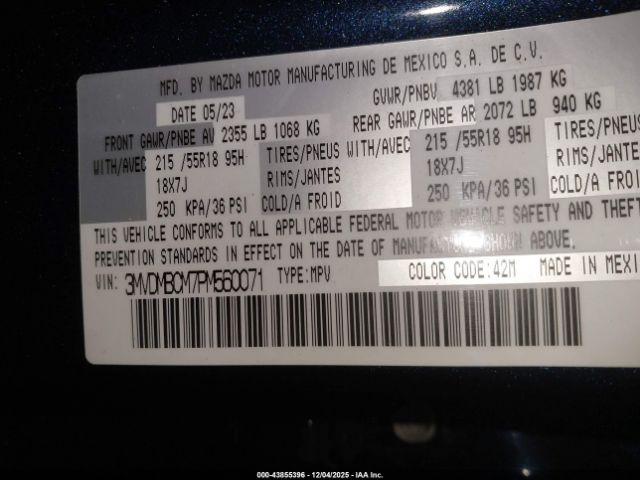 MFD. BY MAZDA MOTOR MANUFACTURING DE MEXICO S.A. DE C.V.
DATE 05/23 GVWR/PNBV 4381 LB 1987 KG
FRONT GAWR/PNBE AV 2355 LB 1068 KG REAR GAWR/PNBE AR 2072 LB 940 KG
WITH/AVEC 215 /55R18 95H TIRES/PNEUS WITH/AVEC 215 /55R18 95H TIRES/PNEUS
18X7J RIMS/JANTES 18X7J RIMS/JANTES
250 KPA/36 PSI COLD/A FROID 250 KPA/36 PSI COLD/A FROID
THIS VEHICLE CONFORMS TO ALL APPLICABLE FEDERAL MOTOR VEHICLE SAFETY AND THEFT
PREVENTION STANDARDS IN EFFECT ON THE DATE OF MANUFACTURE SHOWN ABOVE.
VIN: 3MVDMBCM7PM560071 TYPE:MPV COLOR CODE:42M MADE IN MEXI
000-43855396 - 12/04/2025 - IAA Inc.